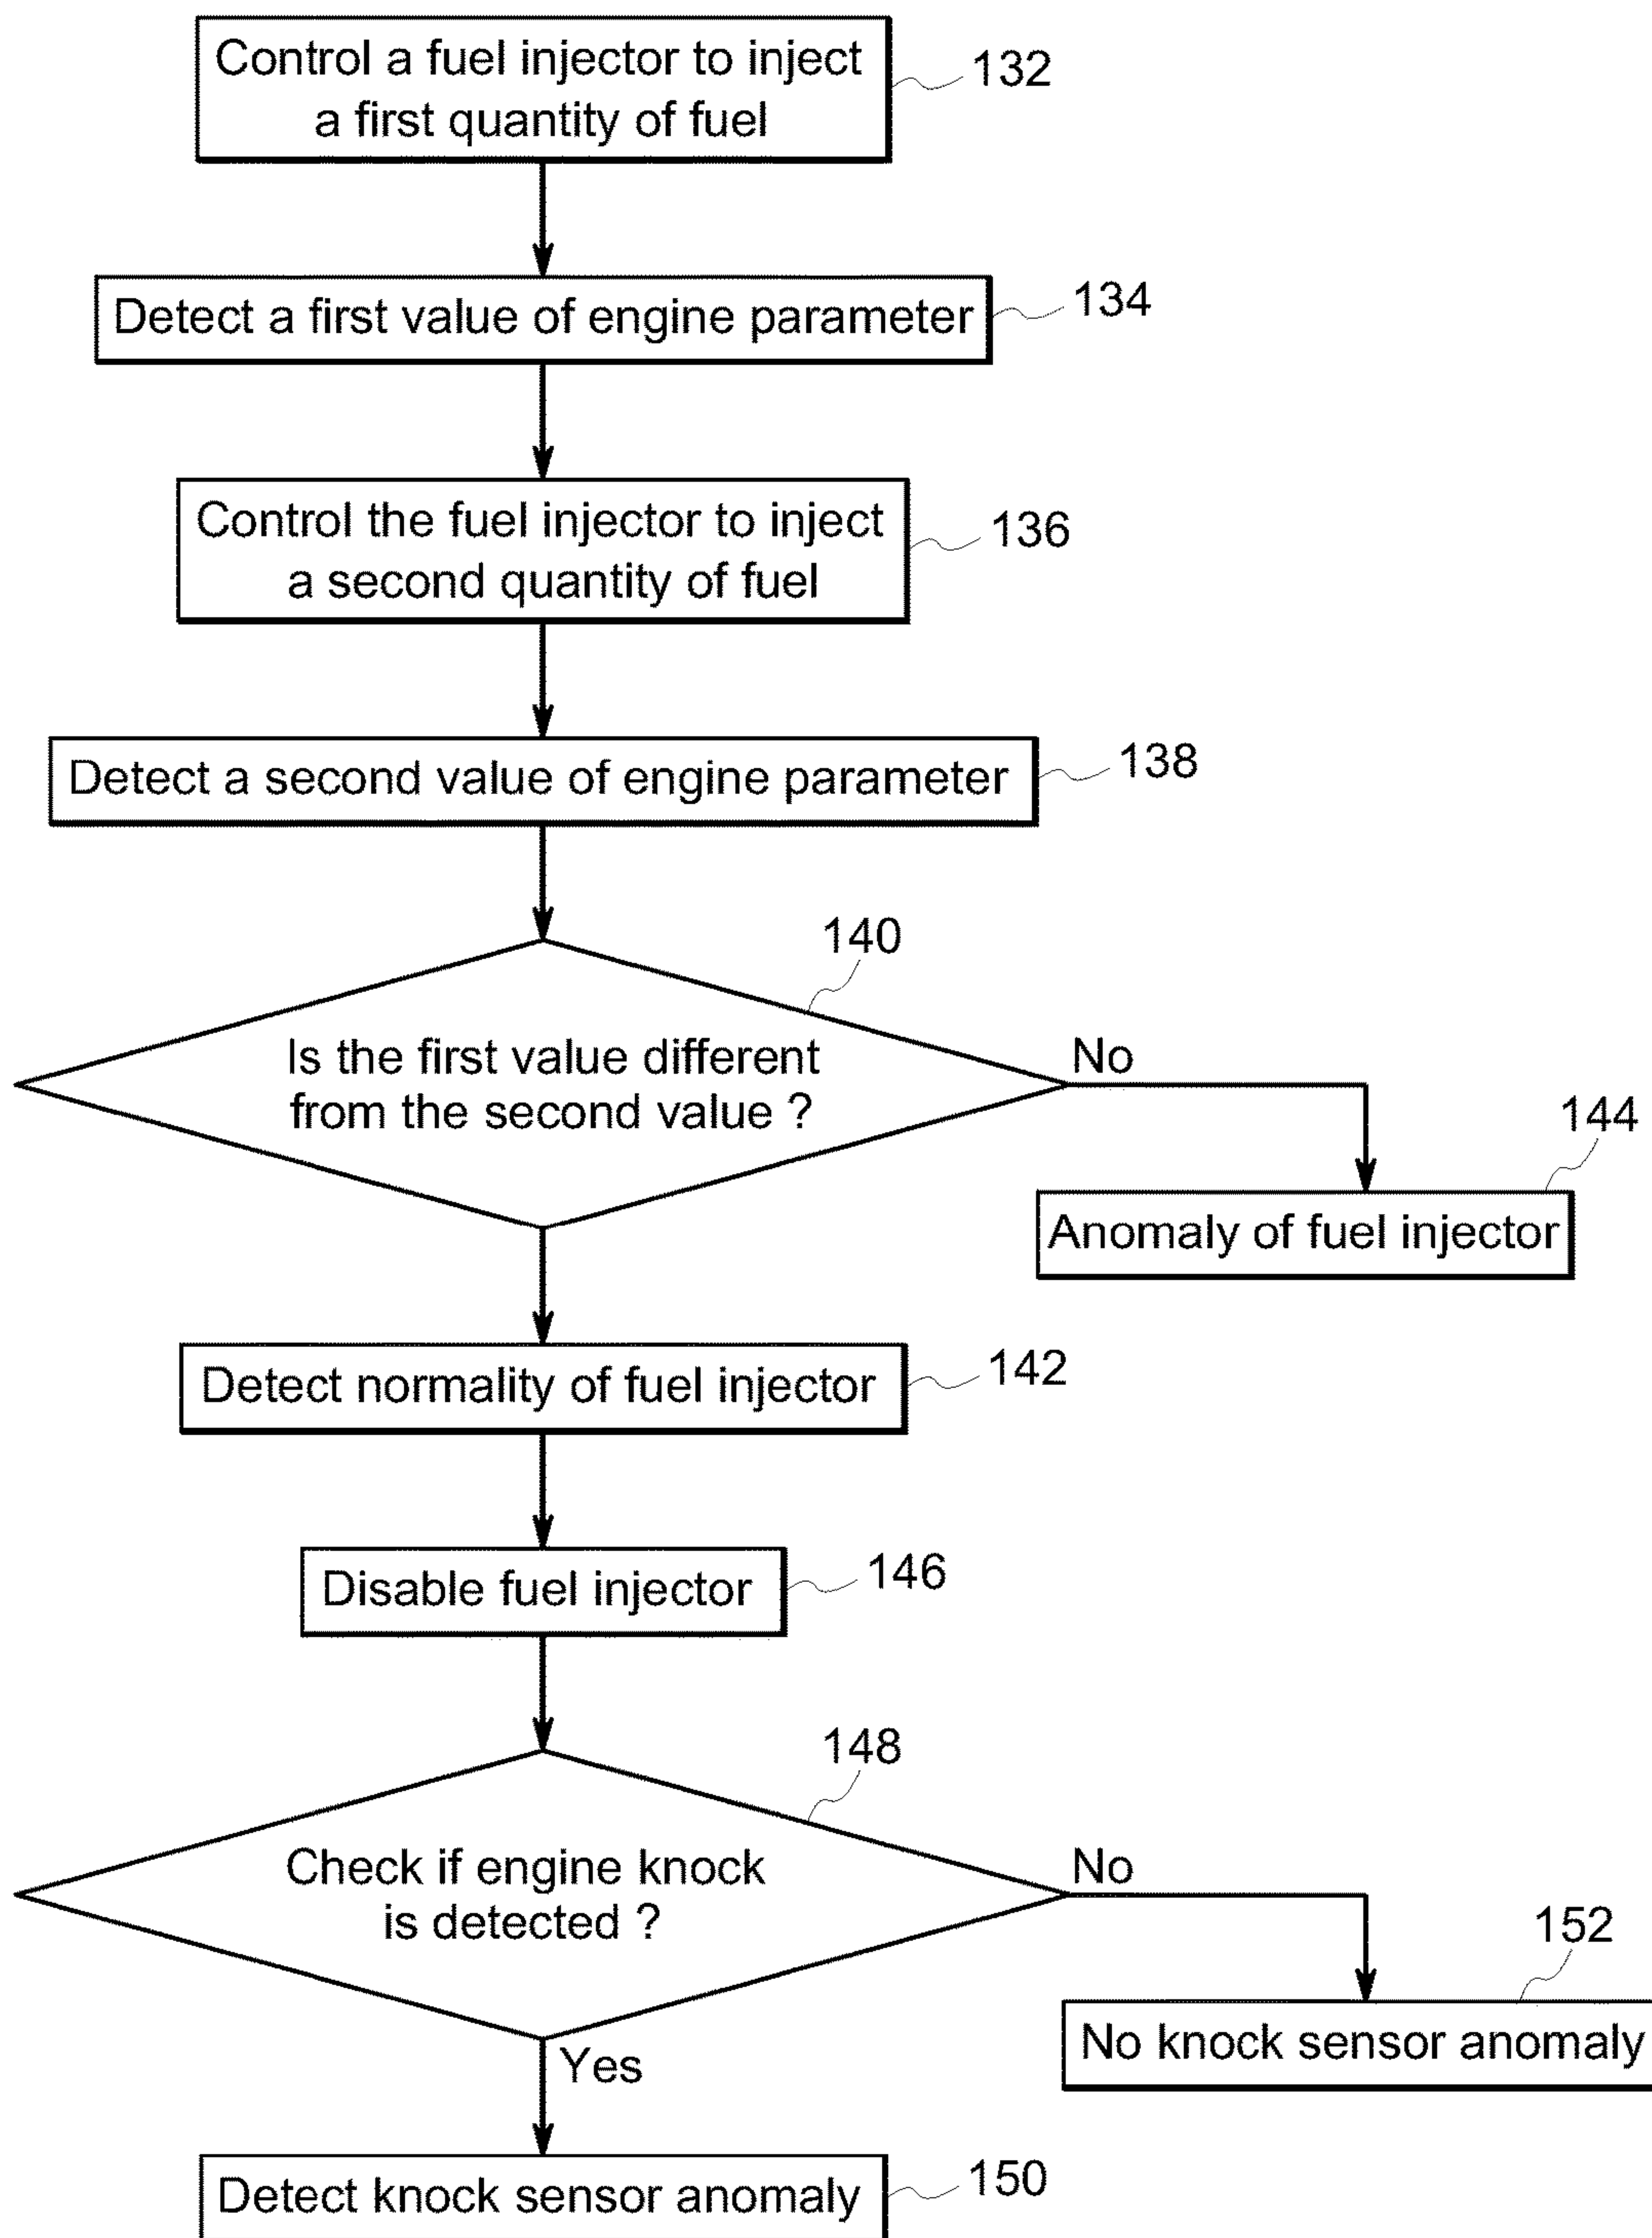 Control a fuel injector to inject
a first quantity of fuel
132
Detect a first value of engine parameter
134
Control the fuel injector to inject
a second quantity of fuel
136
Detect a second value of engine parameter
138
140
Is the first value different
from the second value ?
No
144
Anomaly of fuel injector
Detect normality of fuel injector
142
Disable fuel injector
146
148
Check if engine knock
is detected ?
No
152
No knock sensor anomaly
Yes
Detect knock sensor anomaly
150